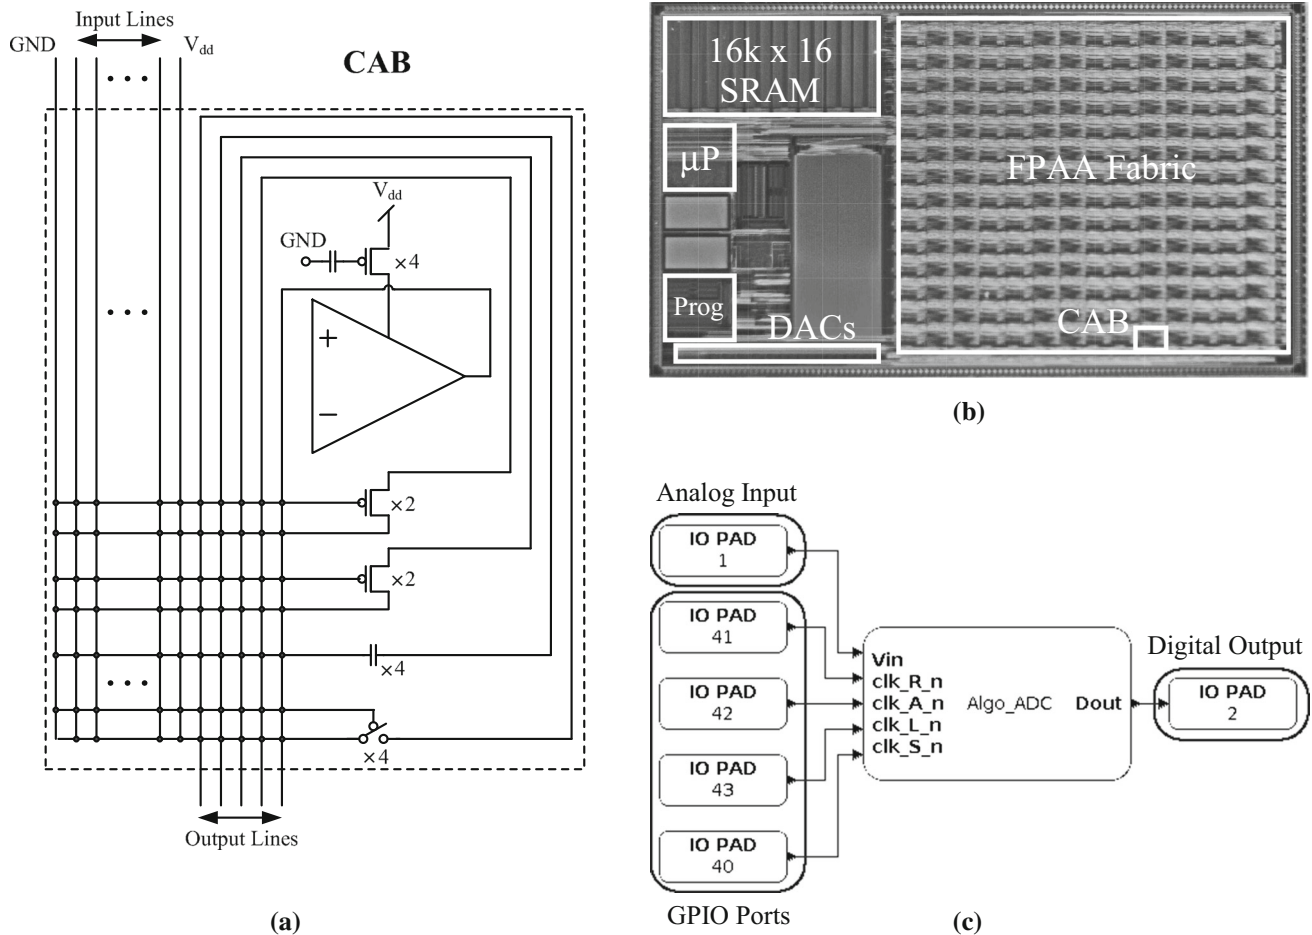 Input Lines
GND
V_dd
CAB
V_dd
GND
×4
+
−
×2
×2
×4
×4
Output Lines
(a)
16k x 16
SRAM
µP
Prog
DACs
FPAA Fabric
CAB
(b)
Analog Input
IO PAD
1
IO PAD
41
IO PAD
42
IO PAD
43
IO PAD
40
GPIO Ports
Vin
clk_R_n
clk_A_n
clk_L_n
clk_S_n
Algo_ADC
Dout
Digital Output
IO PAD
2
(c)